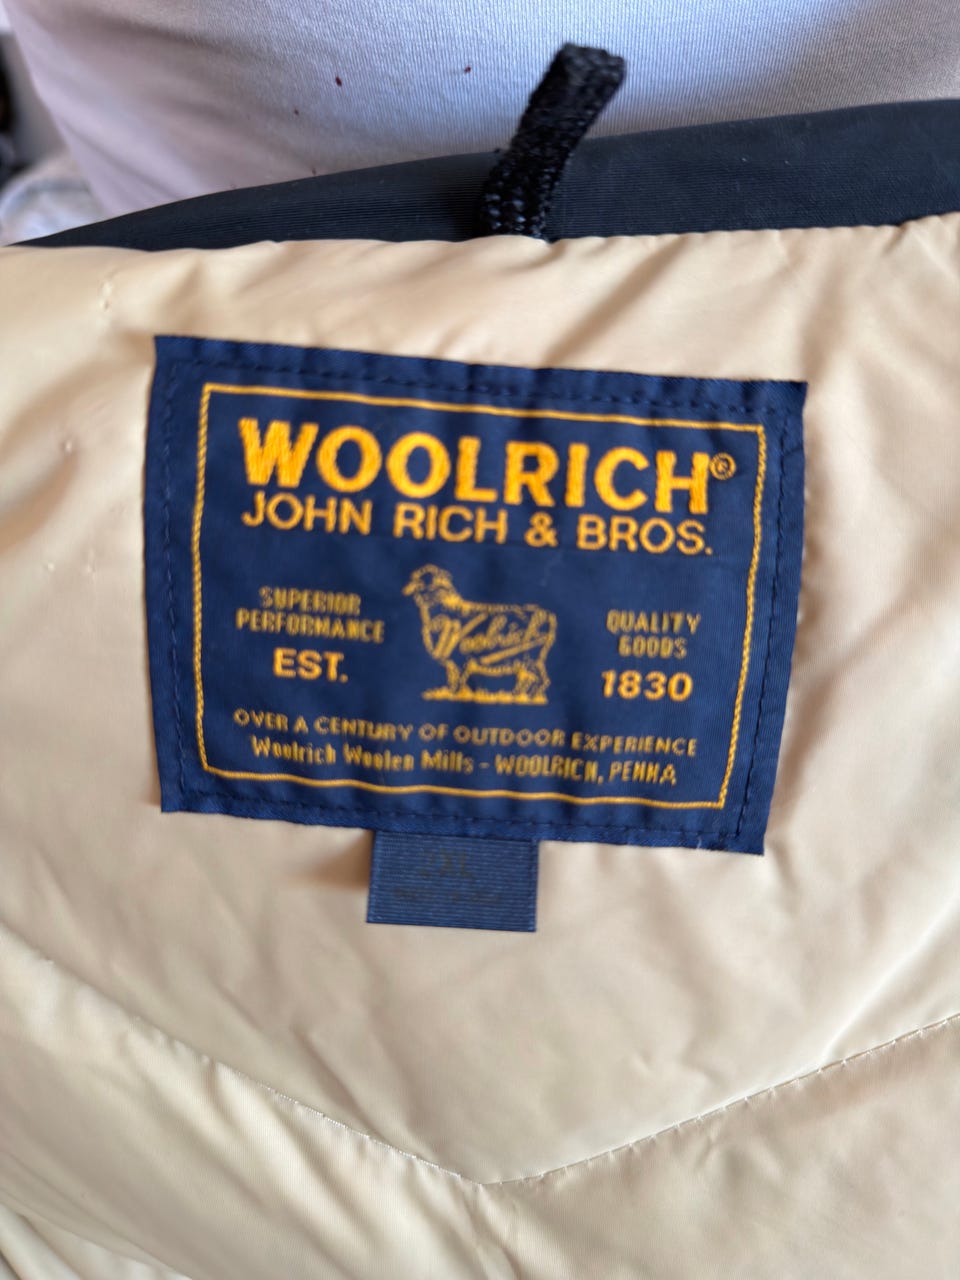 WOOLRICH®
JOHN RICH & BROS.
SUPERIOR
PERFORMANCE
EST.
Woolrich
QUALITY
GOODS
1830
OVER A CENTURY OF OUTDOOR EXPERIENCE
Woolrich Woolen Mills - WOOLRICH, PENNA